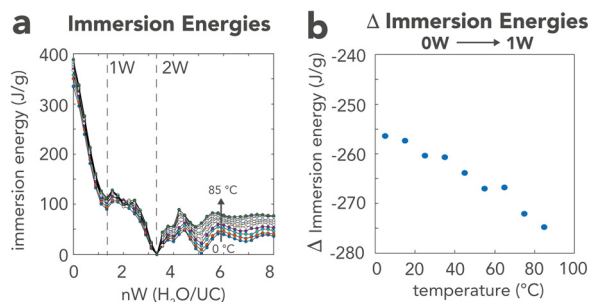 a Immersion Energies
1W 2W
immersion energy (J/g)
400
300
200
100
0
85 °C
0 °C
0 2 4 6 8
nW (H₂O/UC)
b Δ Immersion Energies
0W → 1W
Δ Immersion energy (J/g)
-240
-250
-260
-270
-280
0 20 40 60 80 100
temperature (°C)